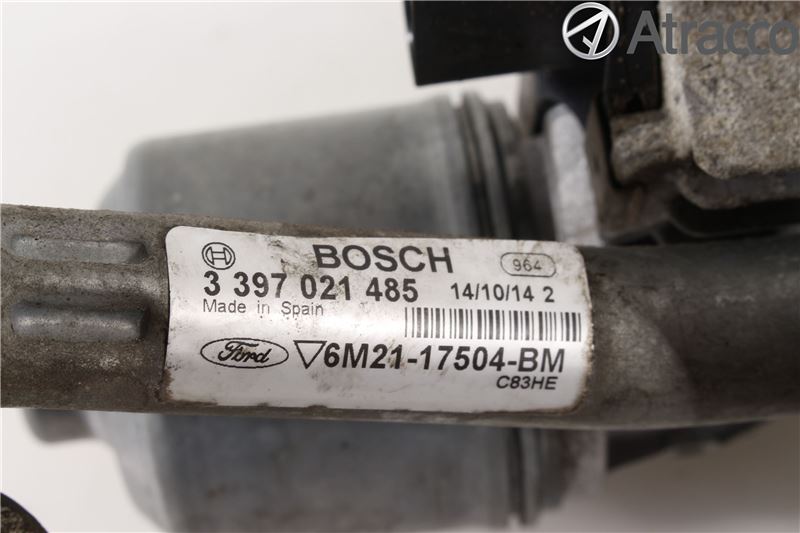 Atracco
BOSCH 964
3 397 021 485 14/10/14 2
Made in Spain
Ford 6M21-17504-BM
C83HE